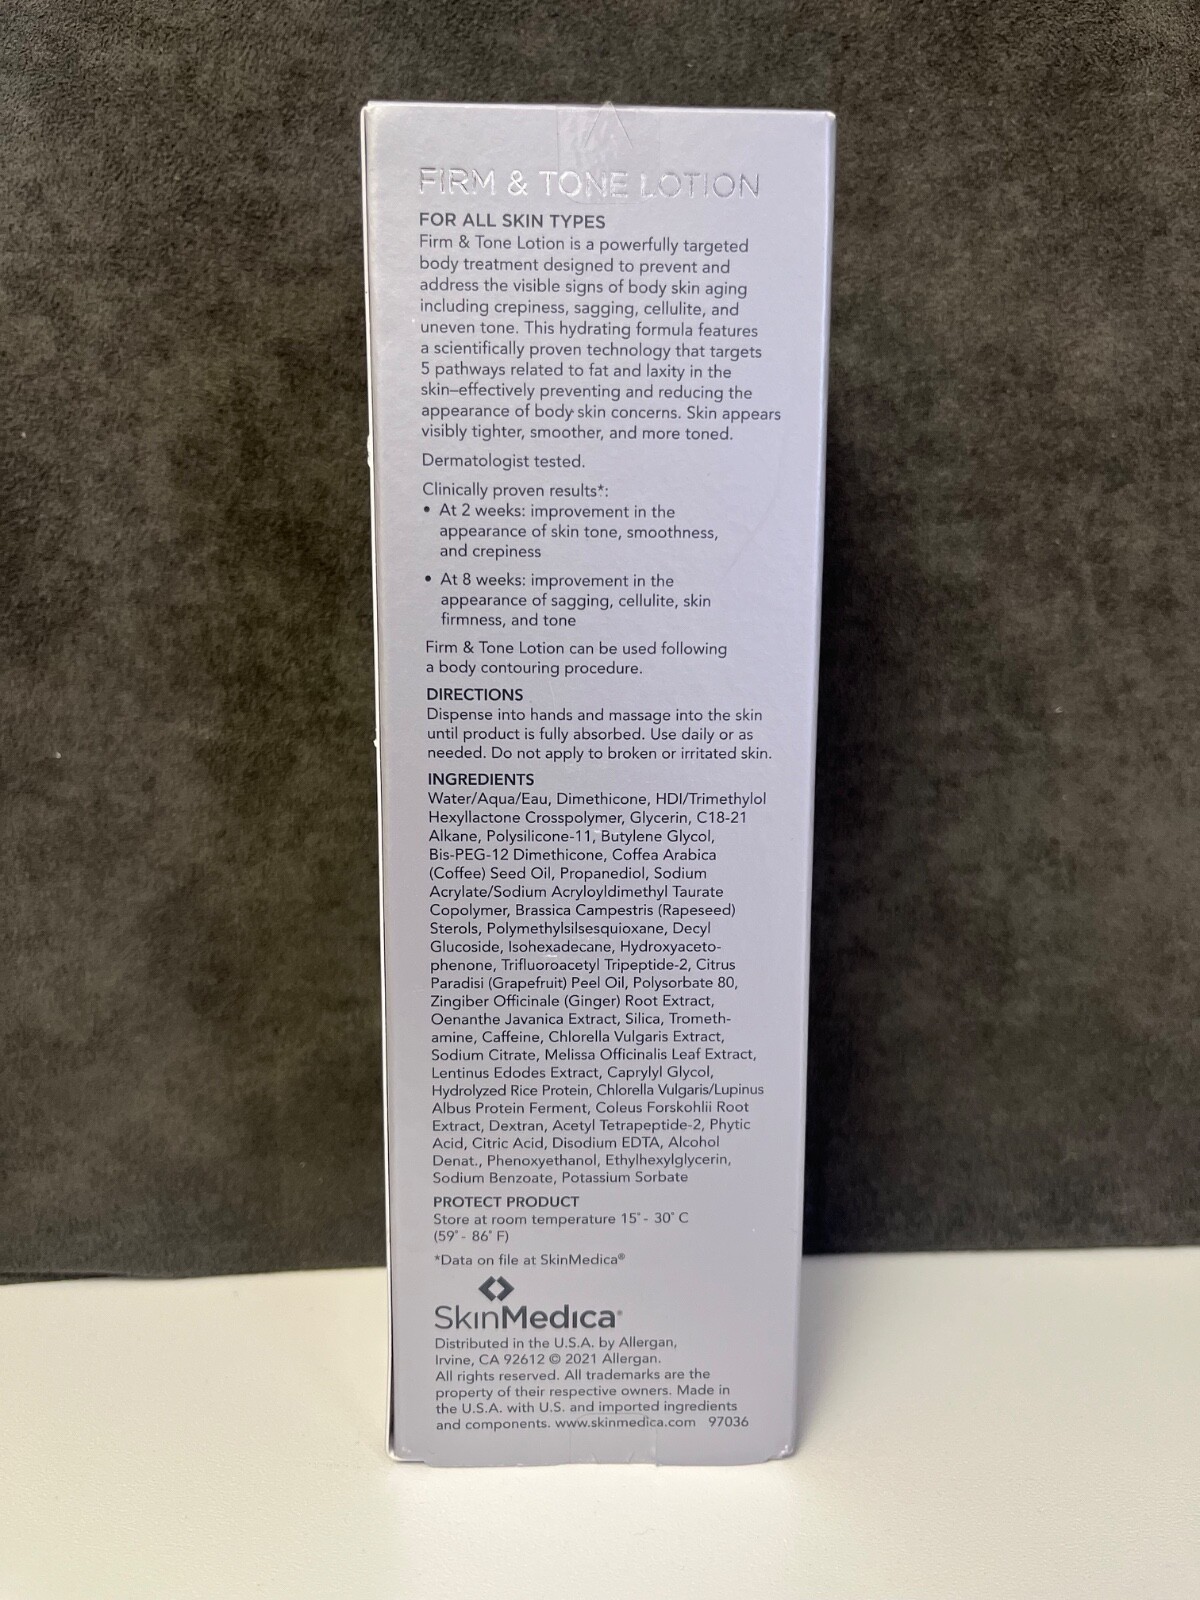 FIRM & TONE LOTION
FOR ALL SKIN TYPES
Firm & Tone Lotion is a powerfully targeted
body treatment designed to prevent and
address the visible signs of body skin aging
including crepiness, sagging, cellulite, and
uneven tone. This hydrating formula features
a scientifically proven technology that targets
5 pathways related to fat and laxity in the
skin–effectively preventing and reducing the
appearance of body skin concerns. Skin appears
visibly tighter, smoother, and more toned.
Dermatologist tested.
Clinically proven results*:
• At 2 weeks: improvement in the
appearance of skin tone, smoothness,
and crepiness
• At 8 weeks: improvement in the
appearance of sagging, cellulite, skin
firmness, and tone
Firm & Tone Lotion can be used following
a body contouring procedure.
DIRECTIONS
Dispense into hands and massage into the skin
until product is fully absorbed. Use daily or as
needed. Do not apply to broken or irritated skin.
INGREDIENTS
Water/Aqua/Eau, Dimethicone, HDI/Trimethylol
Hexyllactone Crosspolymer, Glycerin, C18-21
Alkane, Polysilicone-11, Butylene Glycol,
Bis-PEG-12 Dimethicone, Coffea Arabica
(Coffee) Seed Oil, Propanediol, Sodium
Acrylate/Sodium Acryloyldimethyl Taurate
Copolymer, Brassica Campestris (Rapeseed)
Sterols, Polymethylsilsesquioxane, Decyl
Glucoside, Isohexadecane, Hydroxyaceto-
phenone, Trifluoroacetyl Tripeptide-2, Citrus
Paradisi (Grapefruit) Peel Oil, Polysorbate 80,
Zingiber Officinale (Ginger) Root Extract,
Oenanthe Javanica Extract, Silica, Trometh-
amine, Caffeine, Chlorella Vulgaris Extract,
Sodium Citrate, Melissa Officinalis Leaf Extract,
Lentinus Edodes Extract, Caprylyl Glycol,
Hydrolyzed Rice Protein, Chlorella Vulgaris/Lupinus
Albus Protein Ferment, Coleus Forskohlii Root
Extract, Dextran, Acetyl Tetrapeptide-2, Phytic
Acid, Citric Acid, Disodium EDTA, Alcohol
Denat., Phenoxyethanol, Ethylhexylglycerin,
Sodium Benzoate, Potassium Sorbate
PROTECT PRODUCT
Store at room temperature 15°- 30° C
(59°- 86° F)
*Data on file at SkinMedica®
SkinMedica®
Distributed in the U.S.A. by Allergan,
Irvine, CA 92612 © 2021 Allergan.
All rights reserved. All trademarks are the
property of their respective owners. Made in
the U.S.A. with U.S. and imported ingredients
and components. www.skinmedica.com 97036